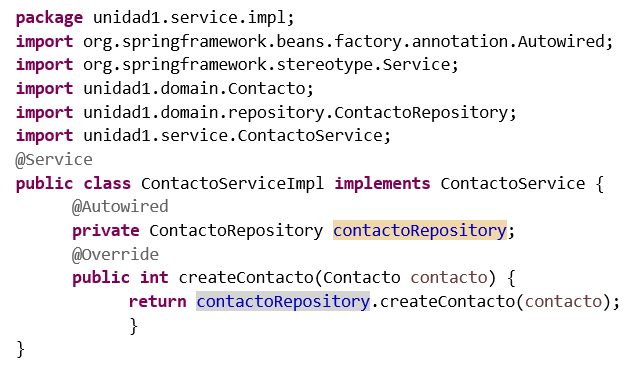 package unidad1.service.impl;
import org.springframework.beans.factory.annotation.Autowired;
import org.springframework.stereotype.Service;
import unidad1.domain.Contacto;
import unidad1.domain.repository.ContactoRepository;
import unidad1.service.ContactoService;
@Service
public class ContactoServiceImpl implements ContactoService {
@Autowired
private ContactoRepository contactoRepository;
@Override
public int createContacto(Contacto contacto) {
return contactoRepository.createContacto(contacto);
}
}